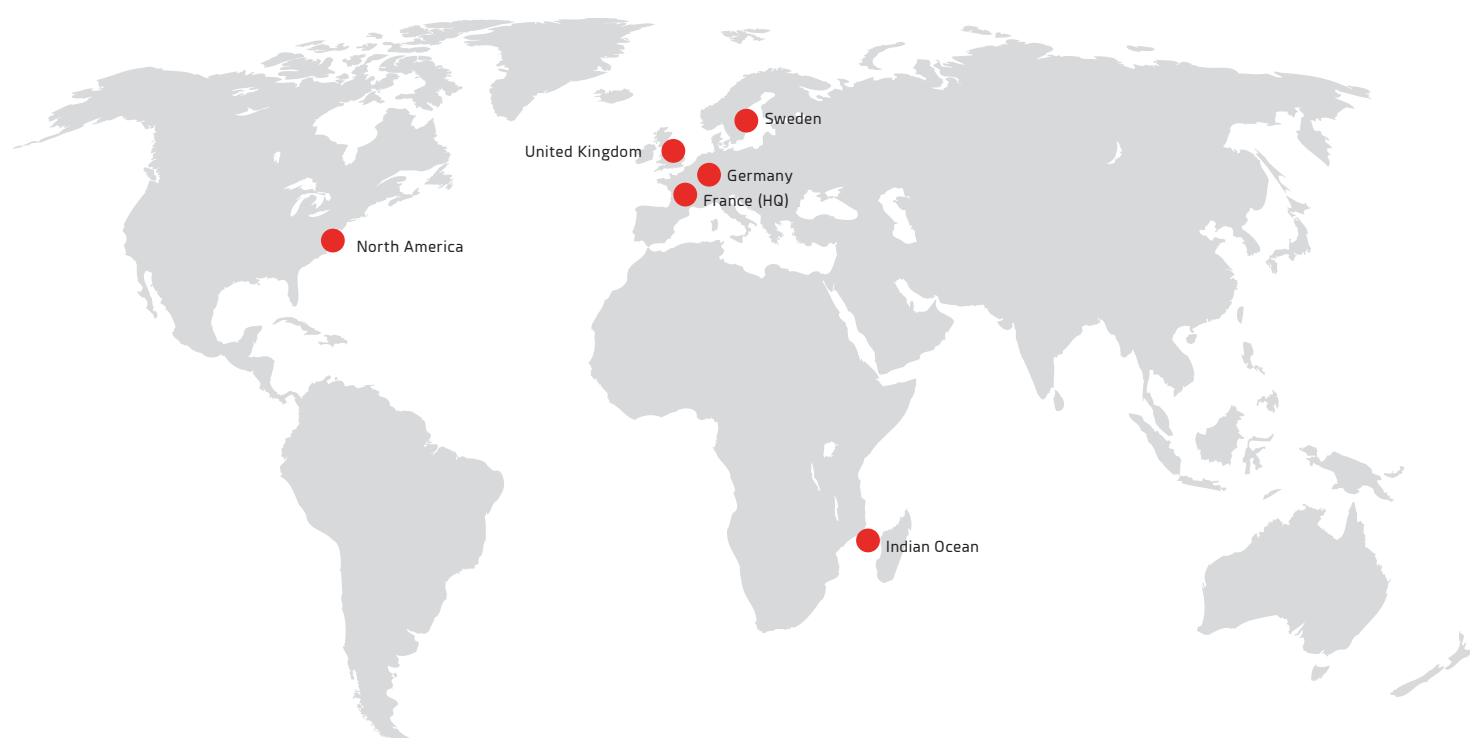 Sweden
United Kingdom
Germany
France (HQ)
North America
Indian Ocean